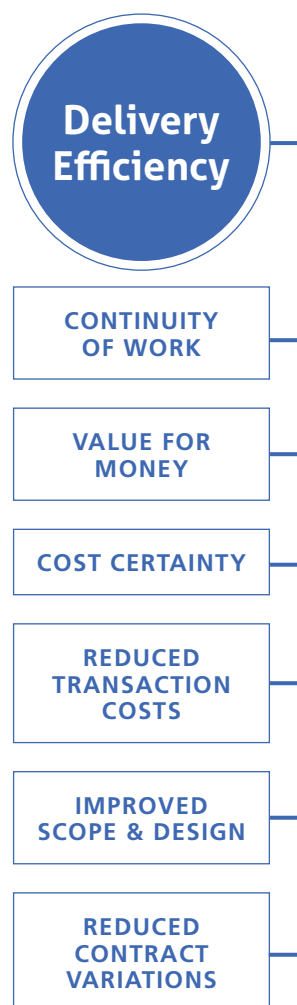 Delivery
Efficiency
CONTINUITY
OF WORK
VALUE FOR
MONEY
COST CERTAINTY
REDUCED
TRANSACTION
COSTS
IMPROVED
SCOPE & DESIGN
REDUCED
CONTRACT
VARIATIONS